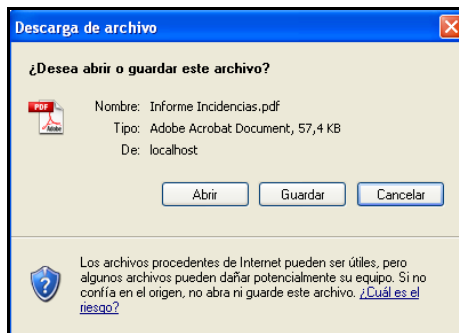 Descarga de archivo
¿Desea abrir o guardar este archivo?
PDF
Adobe
Nombre: Informe Incidencias.pdf
Tipo: Adobe Acrobat Document, 57,4 KB
De: localhost
Abrir Guardar Cancelar
Los archivos procedentes de Internet pueden ser útiles, pero
algunos archivos pueden dañar potencialmente su equipo. Si no
confía en el origen, no abra ni guarde este archivo. ¿Cuál es el
riesgo?